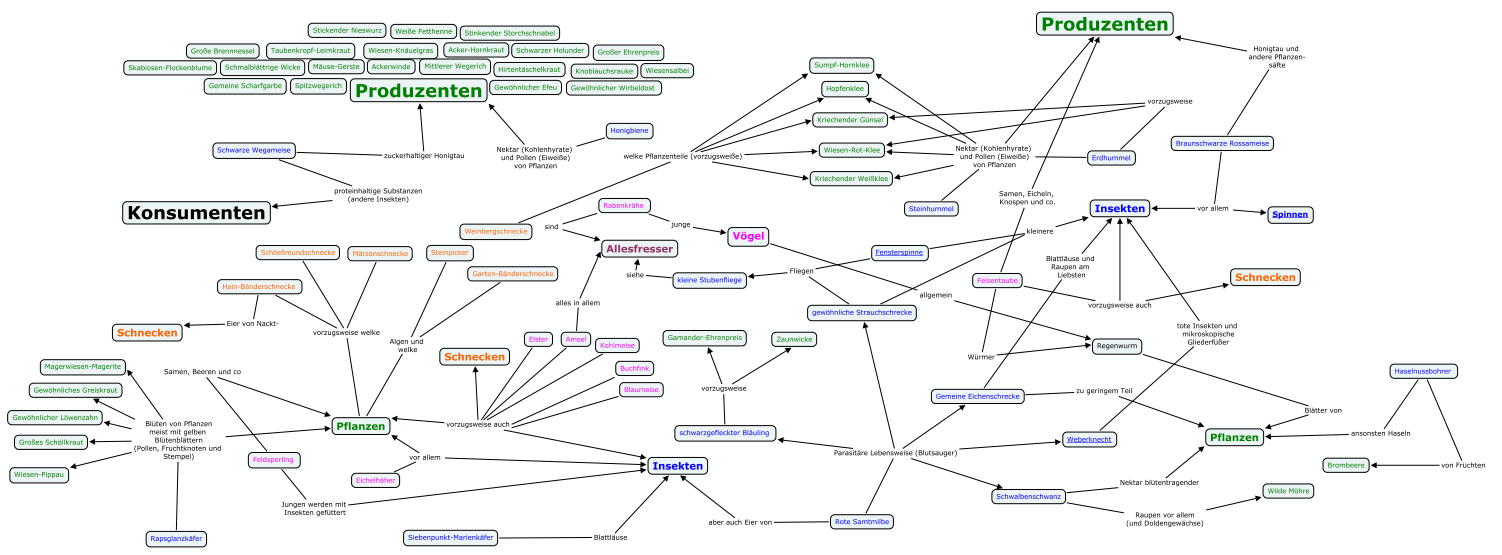 Stickender Nieswurz
Weiße Fetthenne
Stinkender Storchschnabel
Große Brennnessel
Taubenkropf-Leimkraut
Wiesen-Knäuelgras
Acker-Hornkraut
Schwarzer Holunder
Großer Ehrenpreis
Skabiosen-Flockenblume
Schmalblättrige Wicke
Mäuse-Gerste
Ackerwinde
Mittlerer Wegerich
Hirtentäschelkraut
Knoblauchsrauke
Wiesensalbei
Gemeine Scharfgarbe
Spitzwegerich
Produzenten
Gewöhnlicher Efeu
Gewöhnlicher Wirbeldost
Produzenten
Honigtau und
andere Pflanzen-
säfte
Sumpf-Hornklee
Hopfenklee
Kriechender Günsel
Wiesen-Rot-Klee
Kriechender Weißklee
vorzugsweise
Honigbiene
Schwarze Wegameise
zuckerhaltiger Honigtau
Nektar (Kohlenhyrate)
und Pollen (Eiweiße)
von Pflanzen
welke Pflanzenteile (vorzugsweiße)
Nektar (Kohlenhyrate)
und Pollen (Eiweiße)
von Pflanzen
Erdhummel
Braunschwarze Rossameise
proteinhaltige Substanzen
(andere Insekten)
Konsumenten
Rabenkrähe
Steinhummel
Samen, Eicheln,
Knospen und co.
Insekten
vor allem
Spinnen
Weinbergschnecke
sind
junge
Vögel
Allesfresser
kleinere
Schließmundschnecke
Märzonschnecke
Steinpicker
Garten-Bänderschnecke
Fensterspinne
Fliegen
siehe
kleine Stubenfliege
Blattläuse und
Raupen am
Liebsten
Felsentaube
Schnecken
Hain-Bänderschnecke
alles in allem
allgemein
vorzugsweise auch
gewöhnliche Strauchschrecke
Schnecken
Eier von Nackt-
vorzugsweise welke
Algen und
welke
Elster
Amsel
Kohlmeise
Gamander-Ehrenpreis
Zaunwicke
tote Insekten und
mikroskopische
Gliederfüßer
Schnecken
Würmer
Regenwurm
Magerwiesen-Magerite
Samen, Beeren und co
Buchfink
Blaumeise
vorzugsweise
Gemeine Eichenschrecke
zu geringem Teil
Haselnussbohrer
Gewöhnliches Greiskraut
Gewöhnlicher Löwenzahn
Großes Schöllkraut
Wiesen-Pippau
Blüten von Pflanzen
meist mit gelben
Blütenblättern
(Pollen, Fruchtknoten und
Stempel)
Pflanzen
vorzugsweise auch
schwarzgefleckter Bläuling
Weberknecht
Blätter von
Pflanzen
ansonsten Haseln
Feldsperling
vor allem
Eichelhäher
Insekten
Parasitäre Lebensweise (Blutsauger)
Brombeere
von Früchten
Nektar blütentragender
Schwalbenschwanz
Wilde Möhre
Jungen werden mit
Insekten gefüttert
Raupen vor allem
(und Doldengewächse)
aber auch Eier von
Rote Samtmilbe
Rapsglanzkäfer
Siebenpunkt-Marienkäfer
Blattläuse